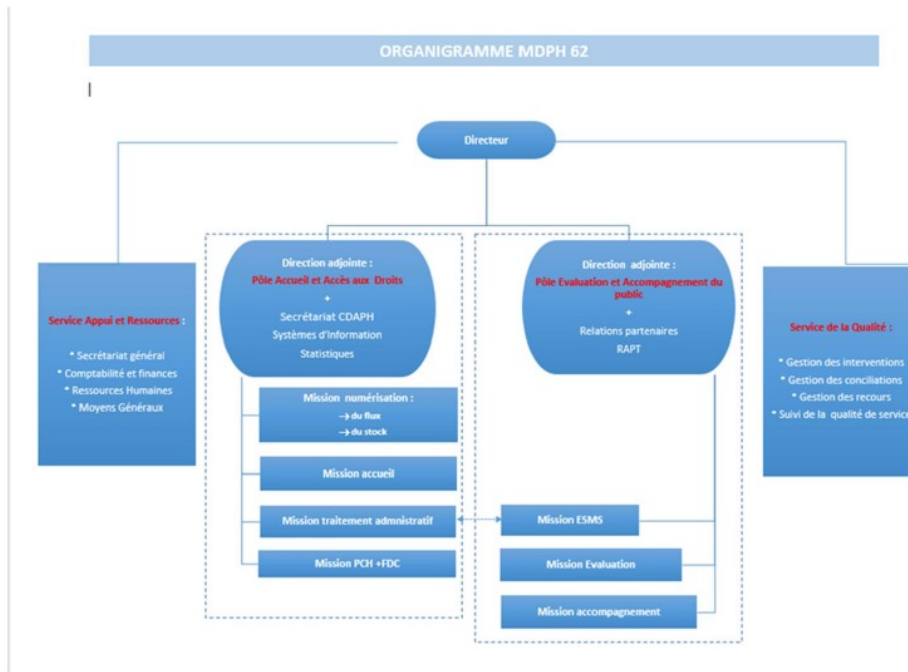 ORGANIGRAMME MDPH 62
Directeur
Service Appui et Ressources :
* Secrétariat général
* Comptabilité et finances
* Ressources Humaines
* Moyens Généraux
Direction adjointe :
Pôle Accueil et Accès aux Droits
+
Secrétariat CDAPH
Systèmes d'Information
Statistiques
Mission numérisation :
→ du flux
→ du stock
Mission accueil
Mission traitement admnistratif
Mission PCH +FDC
Direction adjointe :
Pôle Evaluation et Accompagnement du
public
+
Relations partenaires
RAPT
Mission ESMS
Mission Evaluation
Mission accompagnement
Service de la Qualité :
* Gestion des interventions
* Gestion des conciliations
* Gestion des recours
* Suivi de la qualité de service